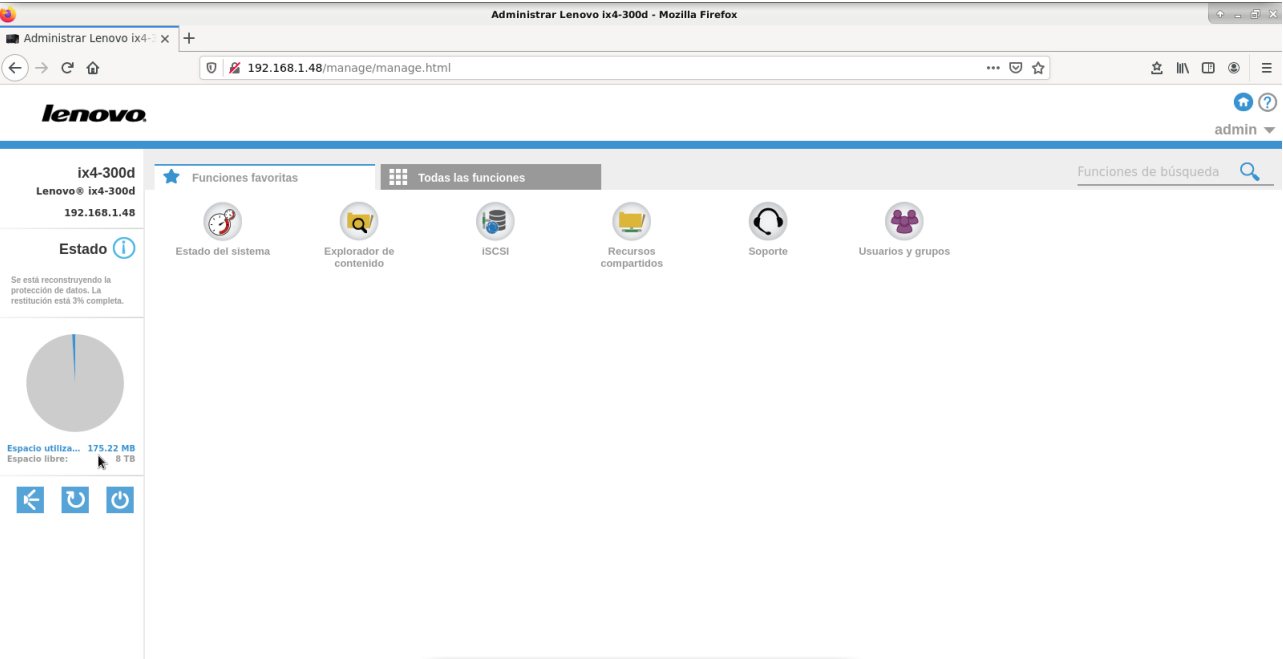 Administrar Lenovo ix4-300d - Mozilla Firefox
Administrar Lenovo ix4-3
192.168.1.48/manage/manage.html
lenovo
admin
ix4-300d
Lenovo® ix4-300d
192.168.1.48
Estado
Se está reconstruyendo la
protección de datos. La
restitución está 3% completa.
Espacio utiliza... 175.22 MB
Espacio libre: 8 TB
Funciones favoritas
Todas las funciones
Funciones de búsqueda
Estado del sistema
Explorador de
contenido
iSCSI
Recursos
compartidos
Soporte
Usuarios y grupos